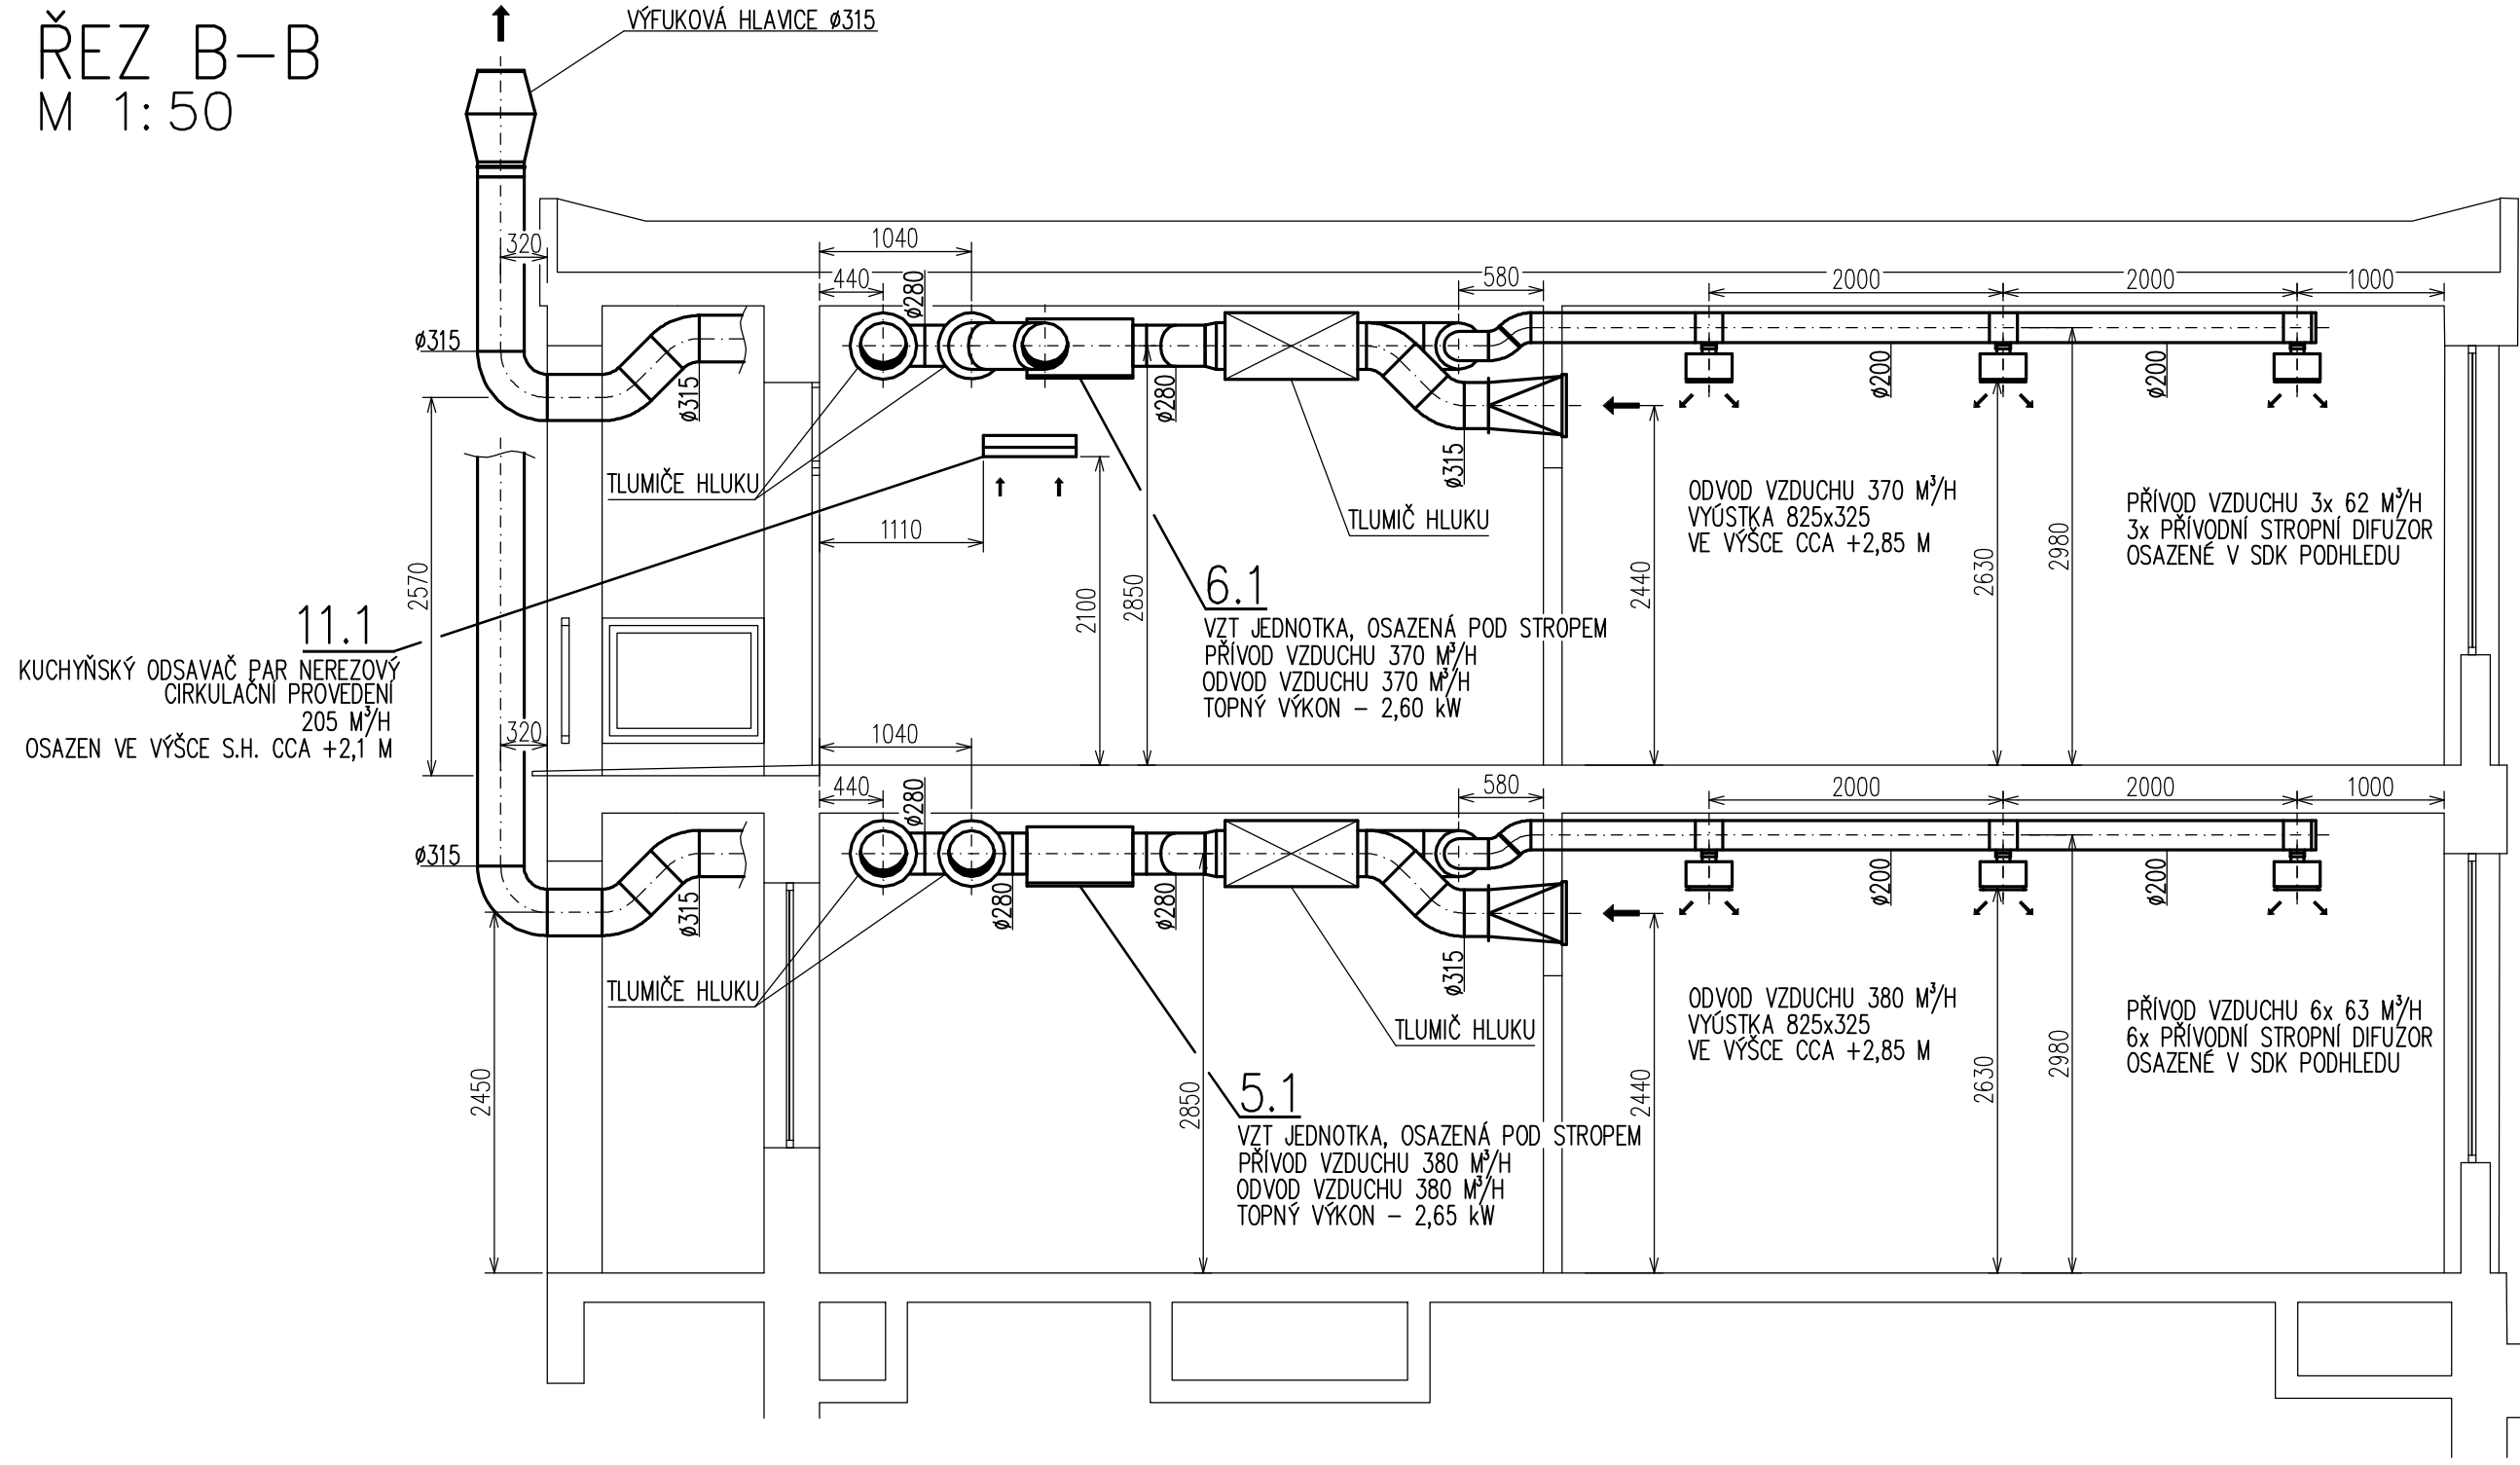 ŘEZ B-B
M 1:50
VÝFUKOVÁ HLAVICE ø315
320
1040
440
ø280
580
2000
2000
1000
ø315
ø315
ø280
ø315
ø200
ø200
TLUMIČE HLUKU
TLUMIČ HLUKU
1110
2570
2100
2850
2440
2630
2980
ODVOD VZDUCHU 370 M³/H
VYÚSTKA 825x325
VE VÝŠCE CCA +2,85 M
PŘÍVOD VZDUCHU 3x 62 M³/H
3x PŘÍVODNÍ STROPNÍ DIFUZOR
OSAZENÉ V SDK PODHLEDU
11.1
KUCHYŇSKÝ ODSAVAČ PAR NEREZOVÝ
CIRKULAČNÍ PROVEDENÍ
205 M³/H
OSAZEN VE VÝŠCE S.H. CCA +2,1 M
6.1
VZT JEDNOTKA, OSAZENÁ POD STROPEM
PŘÍVOD VZDUCHU 370 M³/H
ODVOD VZDUCHU 370 M³/H
TOPNÝ VÝKON - 2,60 kW
320
1040
440
ø280
580
2000
2000
1000
ø315
ø315
ø280
ø280
ø315
ø200
ø200
TLUMIČE HLUKU
TLUMIČ HLUKU
2450
2850
2440
2630
2980
ODVOD VZDUCHU 380 M³/H
VYÚSTKA 825x325
VE VÝŠCE CCA +2,85 M
PŘÍVOD VZDUCHU 6x 63 M³/H
6x PŘÍVODNÍ STROPNÍ DIFUZOR
OSAZENÉ V SDK PODHLEDU
5.1
VZT JEDNOTKA, OSAZENÁ POD STROPEM
PŘÍVOD VZDUCHU 380 M³/H
ODVOD VZDUCHU 380 M³/H
TOPNÝ VÝKON - 2,65 kW